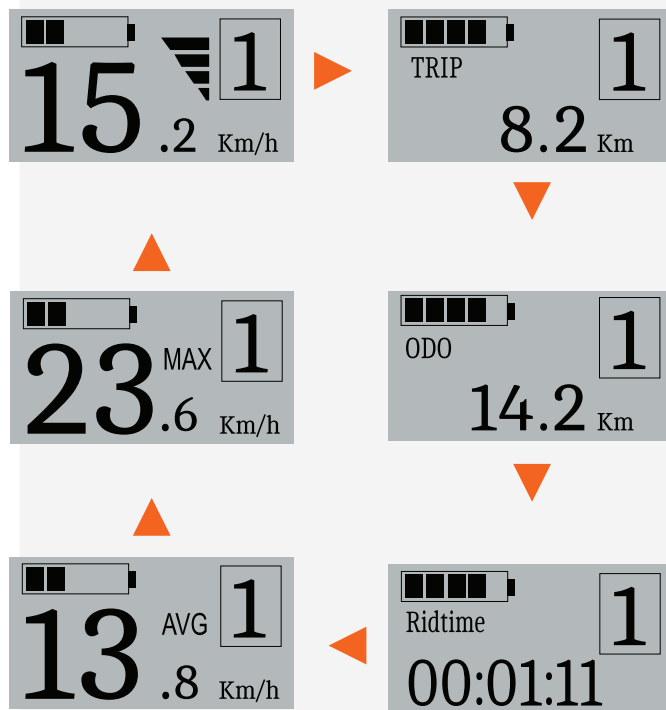 15.2 Km/h 1
TRIP 1
8.2 Km
23.6 MAX Km/h 1
ODO 1
14.2 Km
13.8 AVG Km/h 1
Ridtime 1
00:01:11